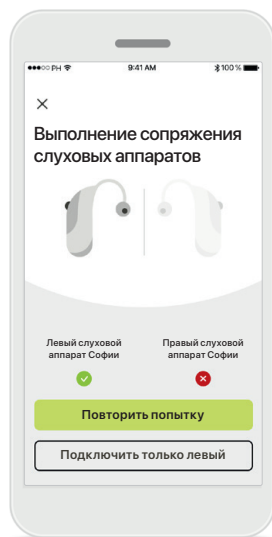 PH 9:41 AM 100%
Выполнение сопряжения
слуховых аппаратов
Левый слуховой
аппарат Софии
Правый слуховой
аппарат Софии
Повторить попытку
Подключить только левый